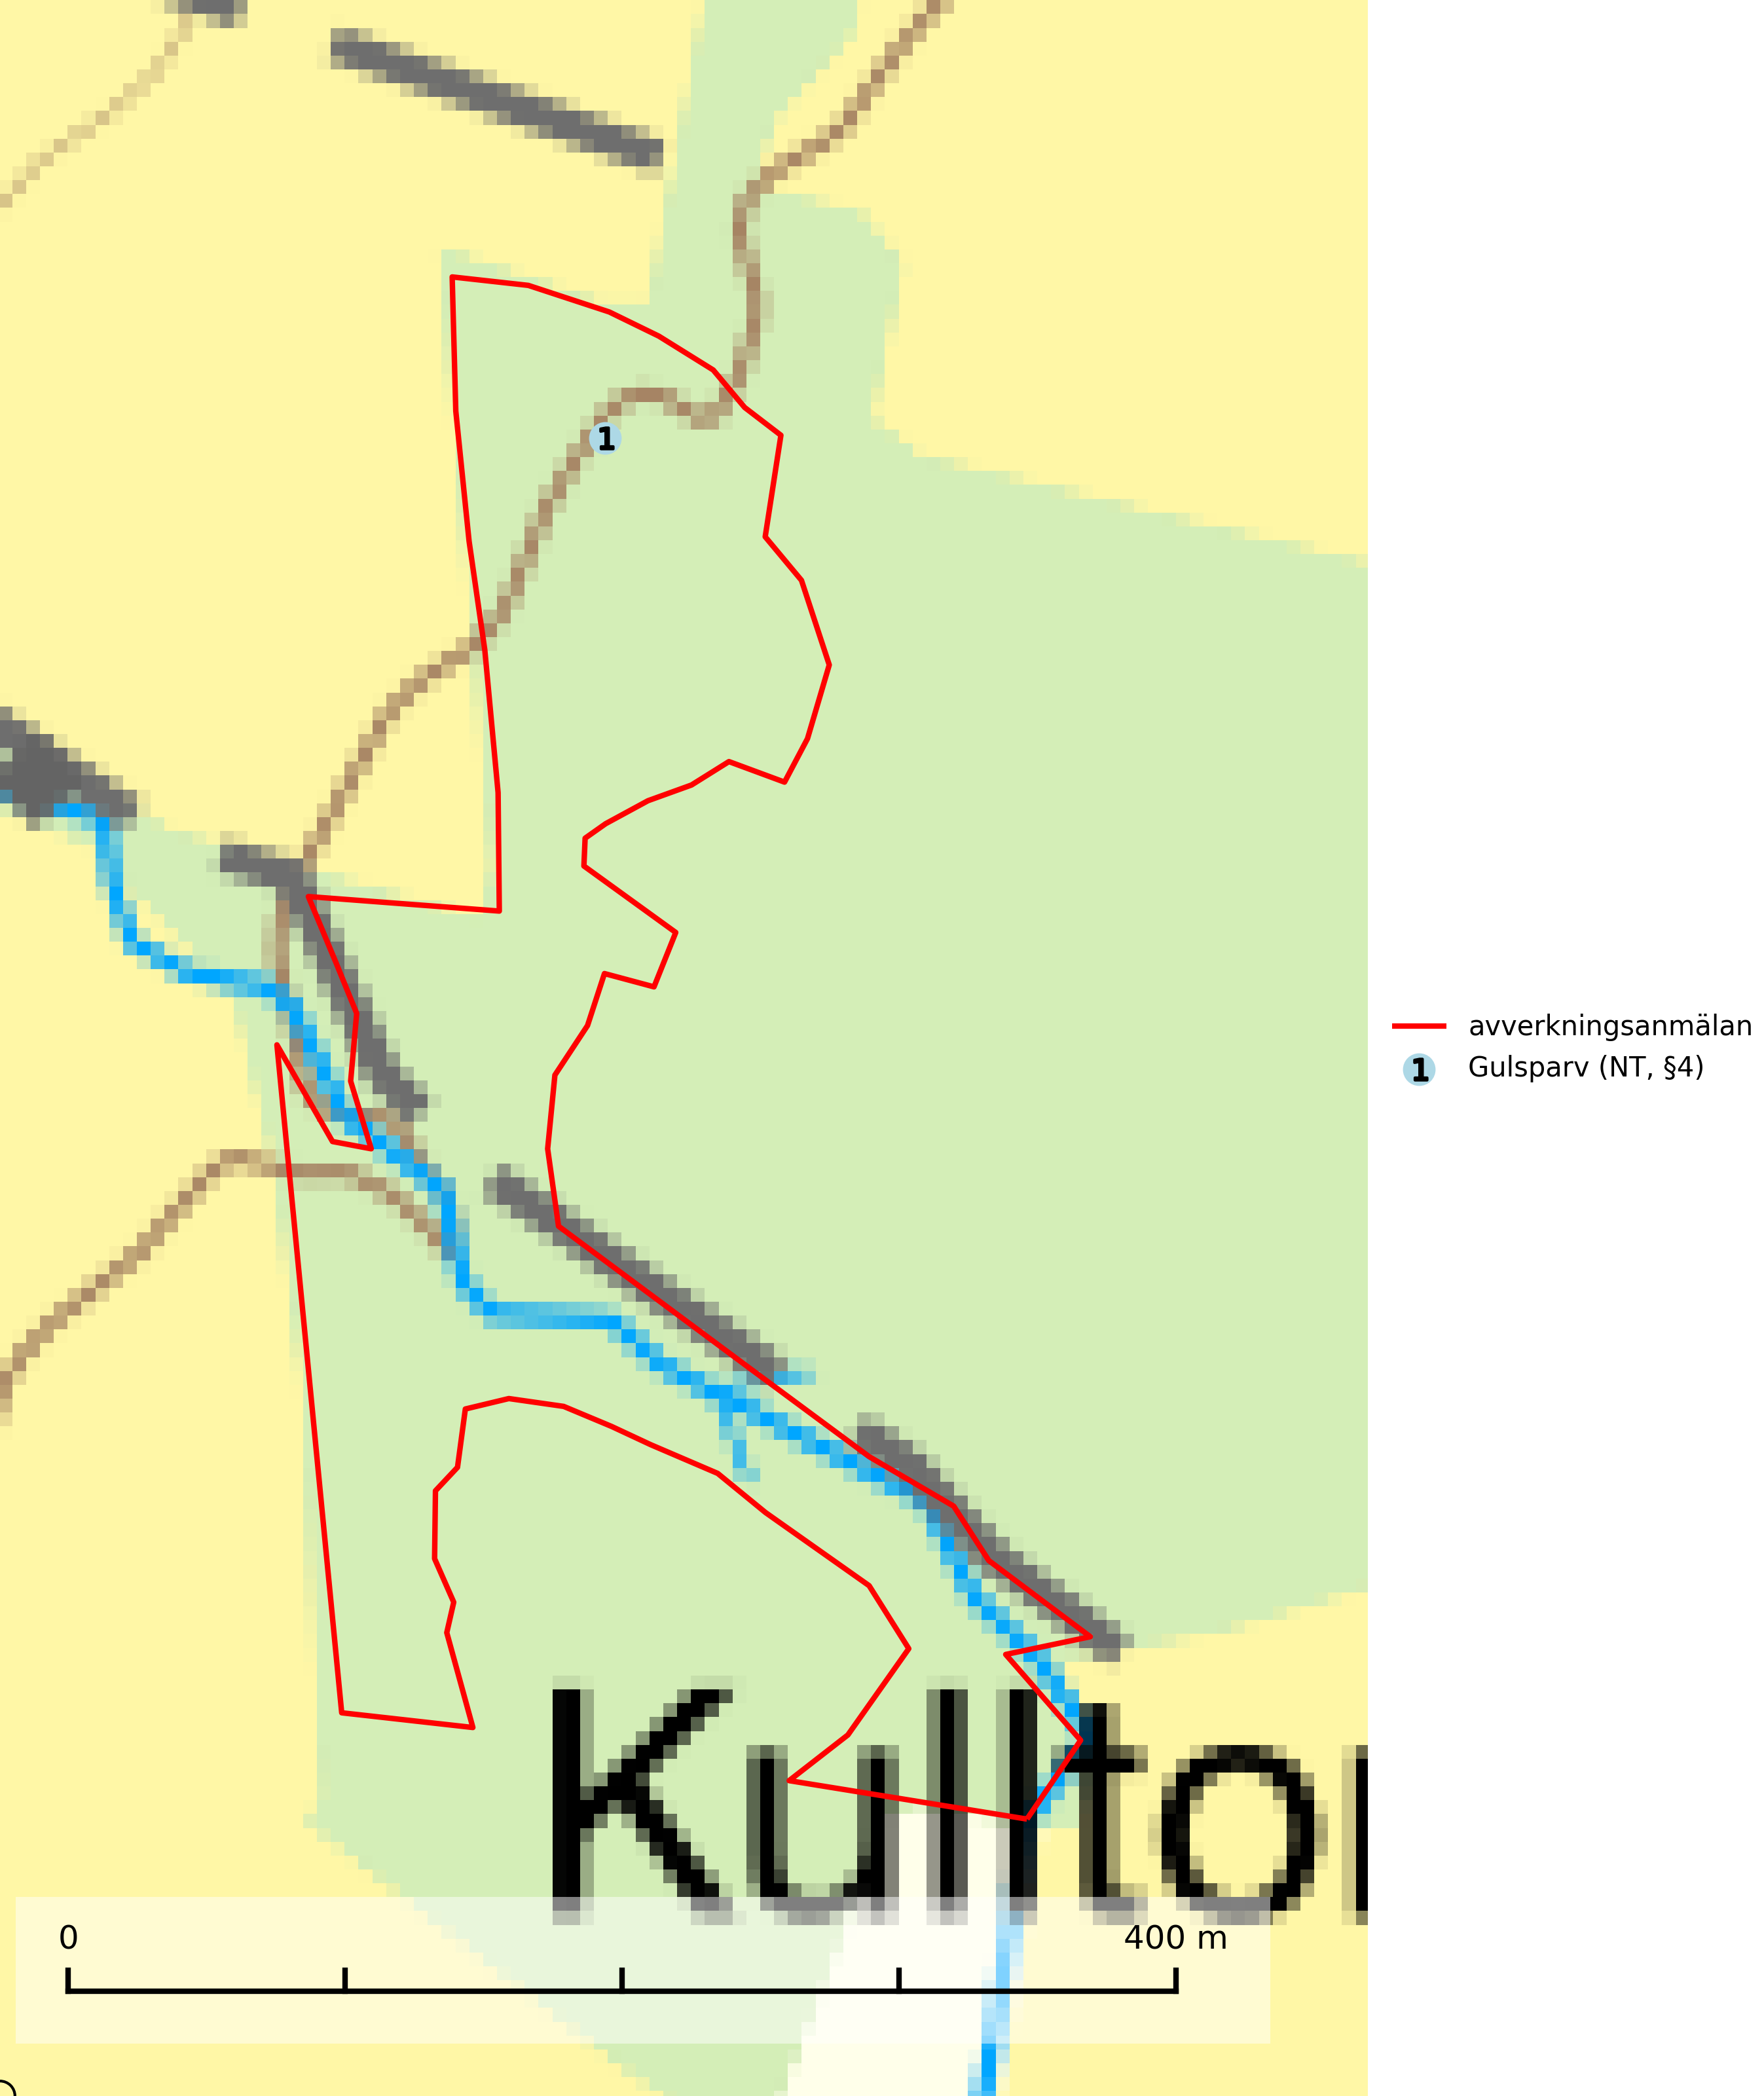 1
avverkningsanmälan
1 Gulsparv (NT, §4)
Kullto
0 400 m